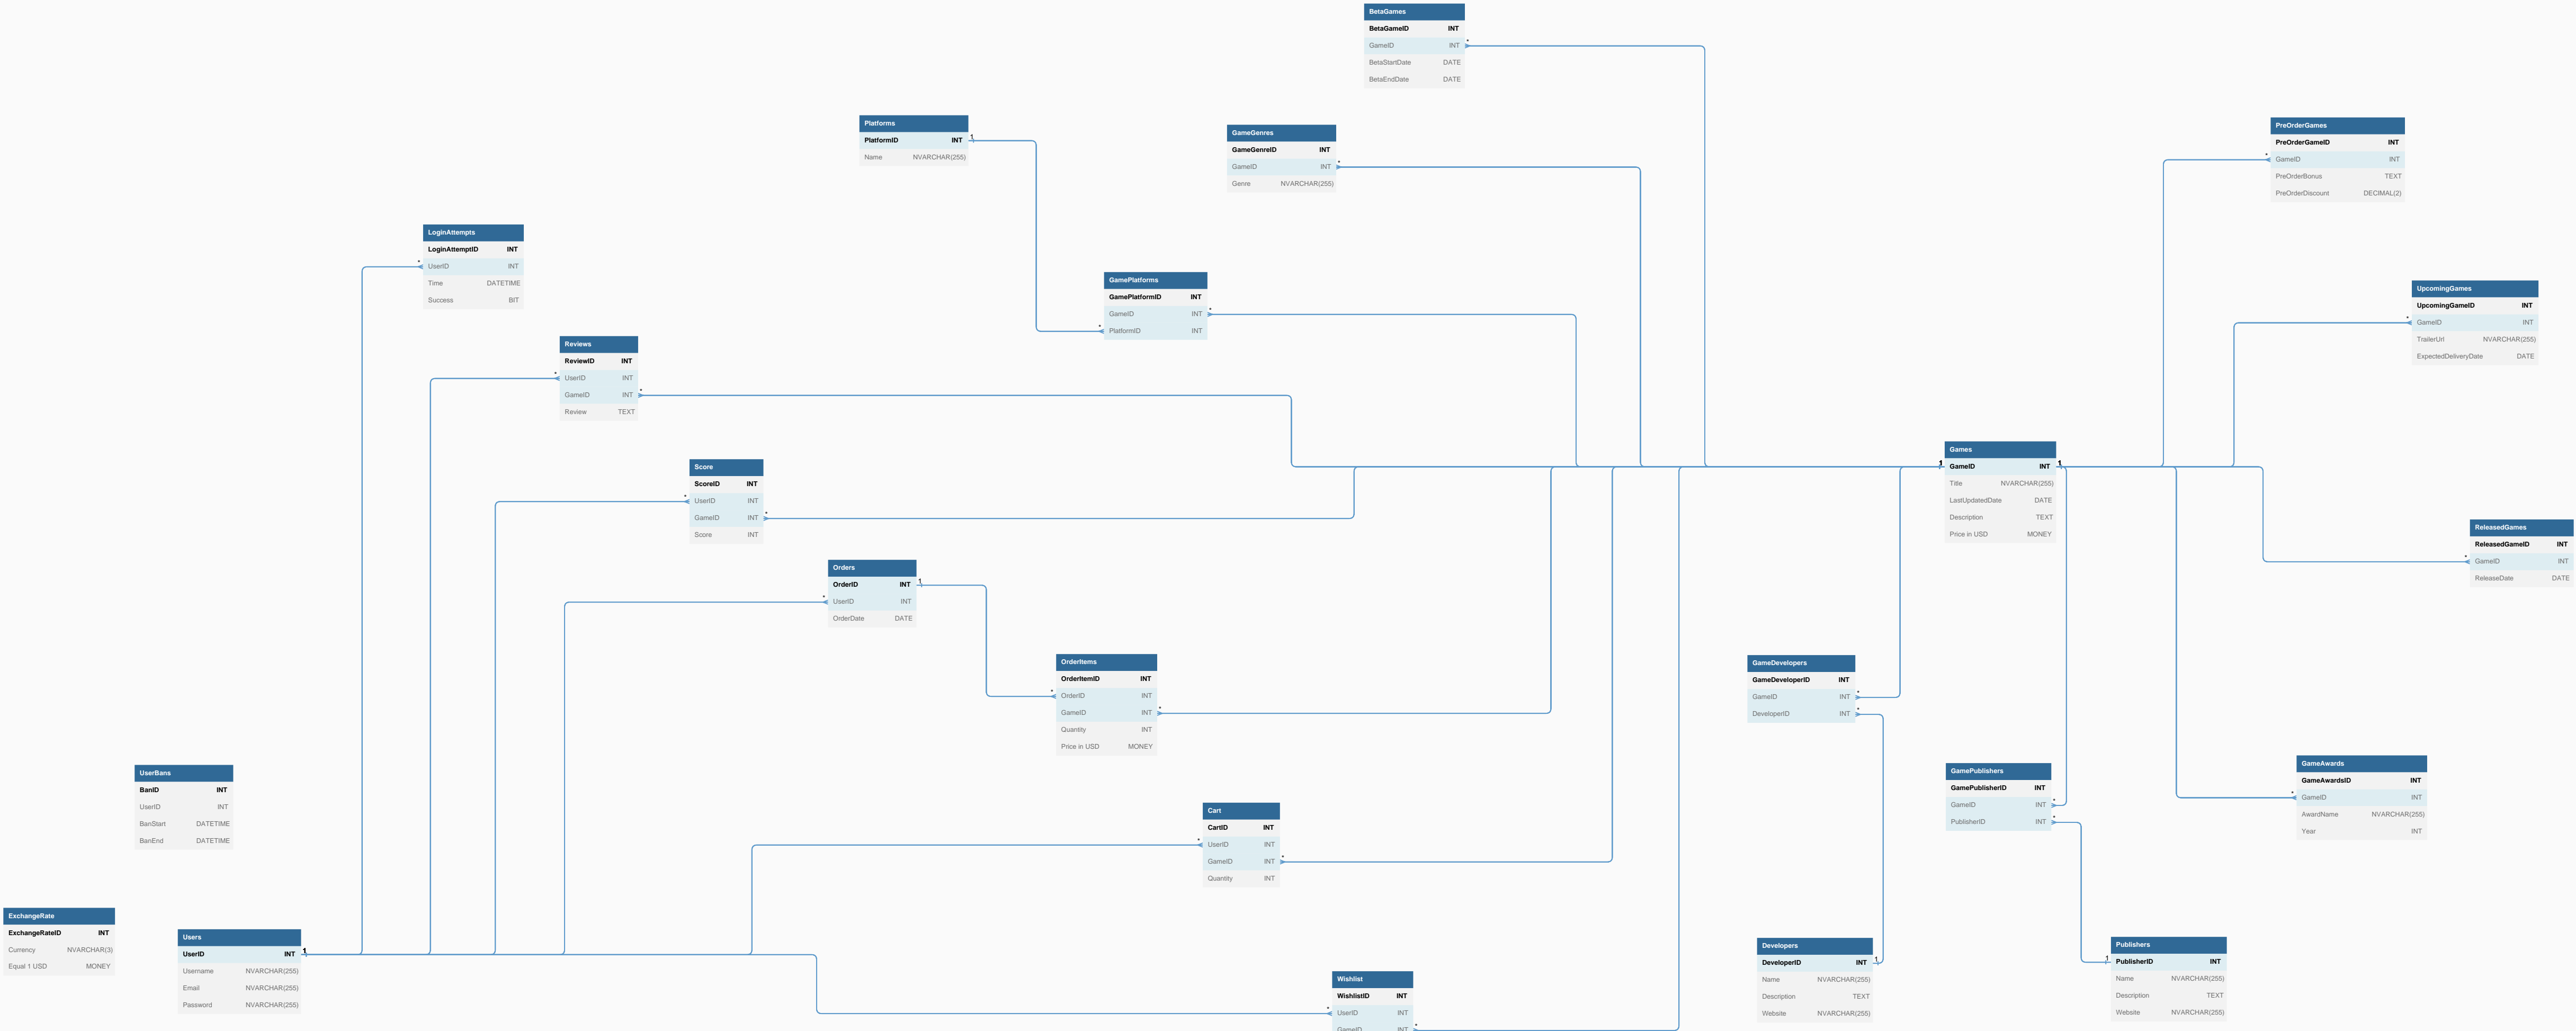 BetaGames
BetaGameID INT
GameID INT
BetaStartDate DATE
BetaEndDate DATE
Platforms
PlatformID INT
Name NVARCHAR(255)
GameGenres
GameGenreID INT
GameID INT
Genre NVARCHAR(255)
PreOrderGames
PreOrderGameID INT
GameID INT
PreOrderBonus TEXT
PreOrderDiscount DECIMAL(2)
LoginAttempts
LoginAttemptID INT
UserID INT
Time DATETIME
Success BIT
GamePlatforms
GamePlatformID INT
GameID INT
PlatformID INT
UpcomingGames
UpcomingGameID INT
GameID INT
TrailerUrl NVARCHAR(255)
ExpectedDeliveryDate DATE
Reviews
ReviewID INT
UserID INT
GameID INT
Review TEXT
Games
GameID INT
Title NVARCHAR(255)
LastUpdatedDate DATE
Description TEXT
Price in USD MONEY
Score
ScoreID INT
UserID INT
GameID INT
Score INT
ReleasedGames
ReleasedGameID INT
GameID INT
ReleaseDate DATE
Orders
OrderID INT
UserID INT
OrderDate DATE
OrderItems
OrderItemID INT
OrderID INT
GameID INT
Quantity INT
Price in USD MONEY
GameDevelopers
GameDeveloperID INT
GameID INT
DeveloperID INT
UserBans
BanID INT
UserID INT
BanStart DATETIME
BanEnd DATETIME
GamePublishers
GamePublisherID INT
GameID INT
PublisherID INT
GameAwards
GameAwardsID INT
GameID INT
AwardName NVARCHAR(255)
Year INT
Cart
CartID INT
UserID INT
GameID INT
Quantity INT
ExchangeRate
ExchangeRateID INT
Currency NVARCHAR(3)
Equal 1 USD MONEY
Users
UserID INT
Username NVARCHAR(255)
Email NVARCHAR(255)
Password NVARCHAR(255)
Developers
DeveloperID INT
Name NVARCHAR(255)
Description TEXT
Website NVARCHAR(255)
Publishers
PublisherID INT
Name NVARCHAR(255)
Description TEXT
Website NVARCHAR(255)
Wishlist
WishlistID INT
UserID INT
GameID INT